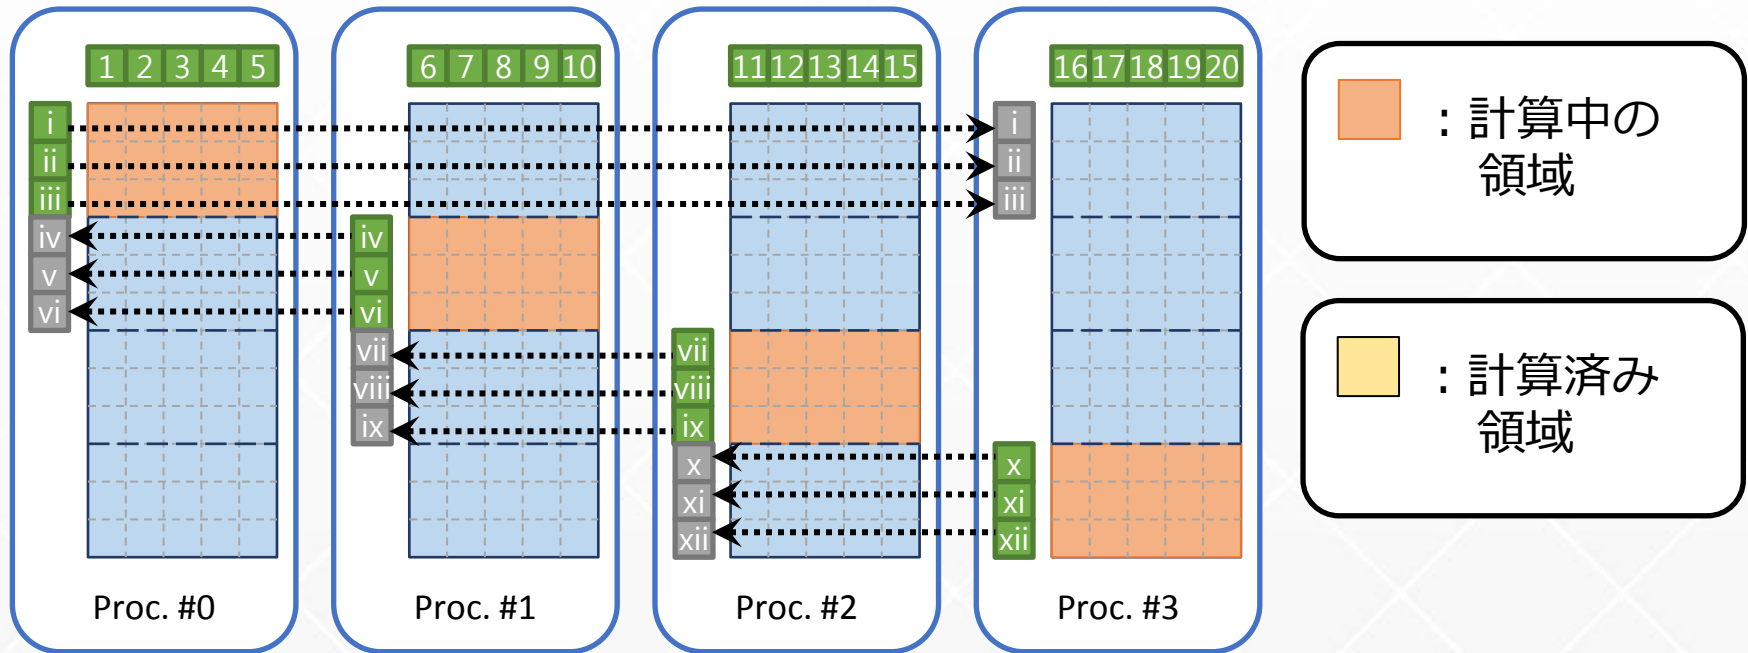 1 2 3 4 5
6 7 8 9 10
11 12 13 14 15
16 17 18 19 20
i
ii
iii
iv
v
vi
iv
v
vi
vii
viii
ix
vii
viii
ix
x
xi
xii
i
ii
iii
x
xi
xii
Proc. #0
Proc. #1
Proc. #2
Proc. #3
：計算中の
領域
：計算済み
領域